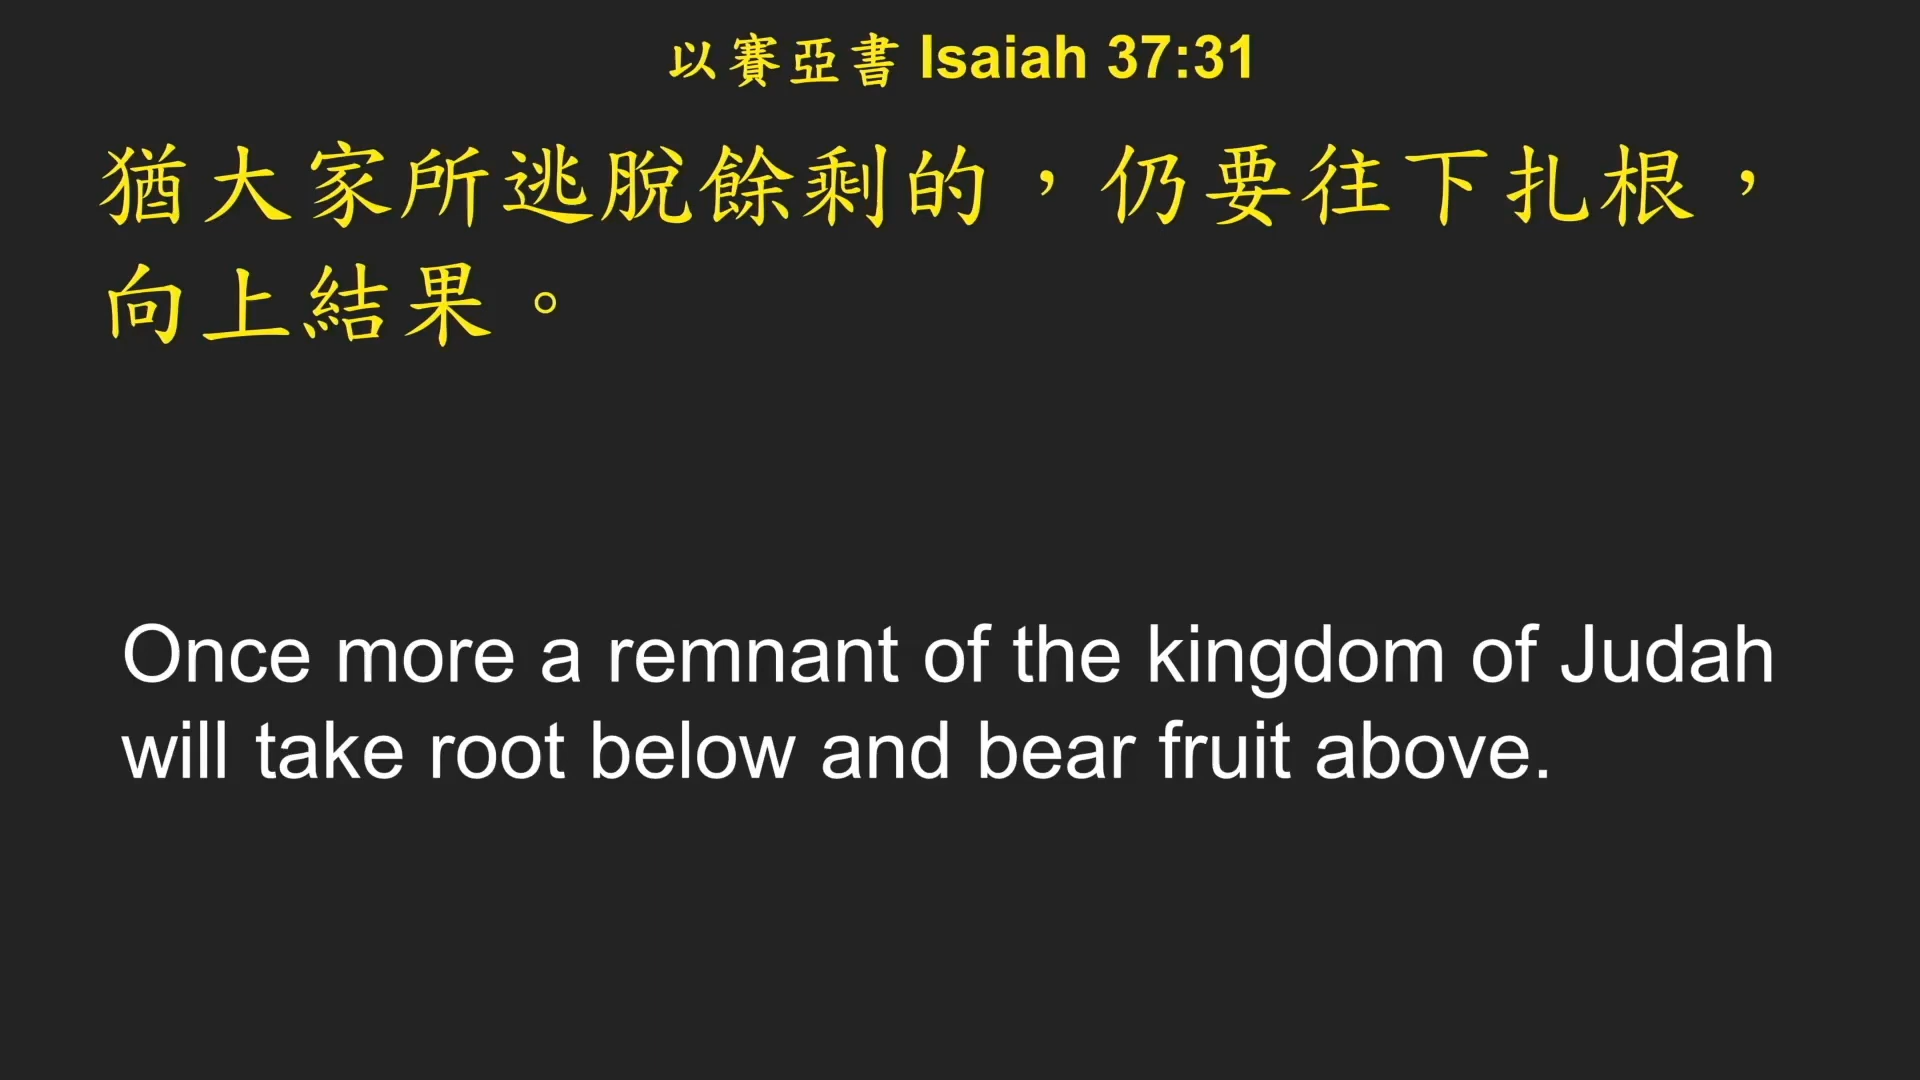 以賽亞書 Isaiah 37:31
猶大家所逃脫餘剩的，仍要往下扎根，
向上結果。
Once more a remnant of the kingdom of Judah
will take root below and bear fruit above.